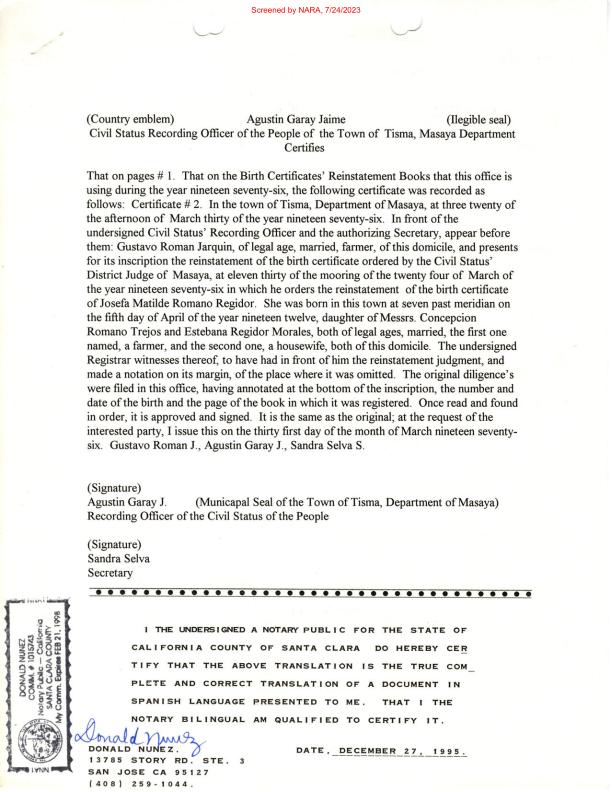 Screened by NARA, 7/24/2023
(Country emblem) Agustin Garay Jaime (Ilegible seal)
Civil Status Recording Officer of the People of the Town of Tisma, Masaya Department
Certifies
That on pages # 1. That on the Birth Certificates' Reinstatement Books that this office is
using during the year nineteen seventy-six, the following certificate was recorded as
follows: Certificate # 2. In the town of Tisma, Department of Masaya, at three twenty of
the afternoon of March thirty of the year nineteen seventy-six. In front of the
undersigned Civil Status' Recording Officer and the authorizing Secretary, appear before
them: Gustavo Roman Jarquin, of legal age, married, farmer, of this domicile, and presents
for its inscription the reinstatement of the birth certificate ordered by the Civil Status'
District Judge of Masaya, at eleven thirty of the mooring of the twenty four of March of
the year nineteen seventy-six in which he orders the reinstatement of the birth certificate
of Josefa Matilde Romano Regidor. She was born in this town at seven past meridian on
the fifth day of April of the year nineteen twelve, daughter of Messrs. Concepcion
Romano Trejos and Estebana Regidor Morales, both of legal ages, married, the first one
named, a farmer, and the second one, a housewife, both of this domicile. The undersigned
Registrar witnesses thereof, to have had in front of him the reinstatement judgment, and
made a notation on its margin, of the place where it was omitted. The original diligence's
were filed in this office, having annotated at the bottom of the inscription, the number and
date of the birth and the page of the book in which it was registered. Once read and found
in order, it is approved and signed. It is the same as the original; at the request of the
interested party, I issue this on the thirty first day of the month of March nineteen seventy-
six. Gustavo Roman J., Agustin Garay J., Sandra Selva S.
(Signature)
Agustin Garay J. (Municapal Seal of the Town of Tisma, Department of Masaya)
Recording Officer of the Civil Status of the People
(Signature)
Sandra Selva
Secretary
I THE UNDERSIGNED A NOTARY PUBLIC FOR THE STATE OF
CALIFORNIA COUNTY OF SANTA CLARA DO HEREBY CER
TIFY THAT THE ABOVE TRANSLATION IS THE TRUE COM_
PLETE AND CORRECT TRANSLATION OF A DOCUMENT IN
SPANISH LANGUAGE PRESENTED TO ME. THAT I THE
NOTARY BILINGUAL AM QUALIFIED TO CERTIFY IT.
Donald Nunez
DONALD NUNEZ. DATE, DECEMBER 27, 1995.
13785 STORY RD. STE. 3
SAN JOSE CA 95127
(408) 259-1044.
DONALD NUNEZ
COMM. # 1015743
Notary Public — California
SANTA CLARA COUNTY
My Comm. Expires FEB 21, 1998